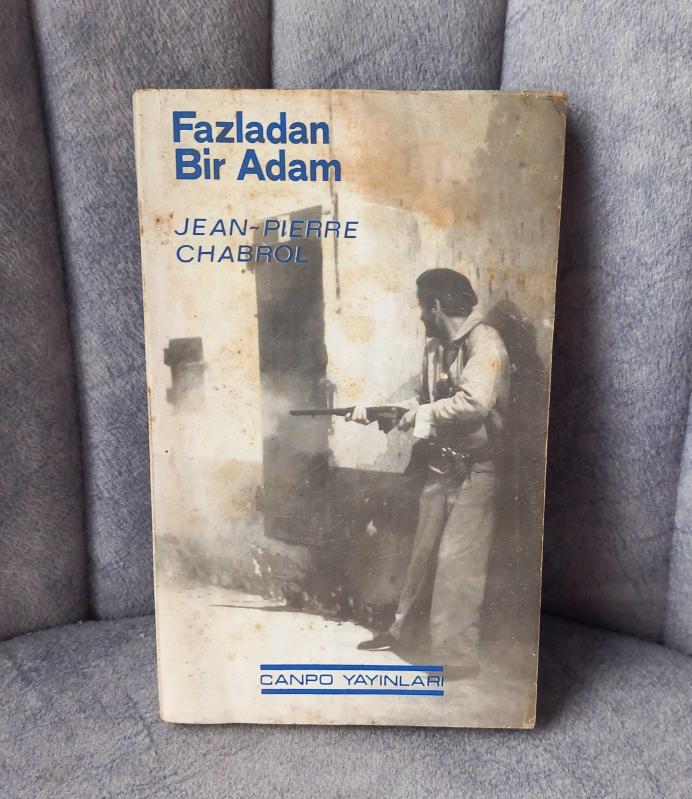 Fazladan
Bir Adam
JEAN-PIERRE
CHABROL
CANPO YAYINLARI